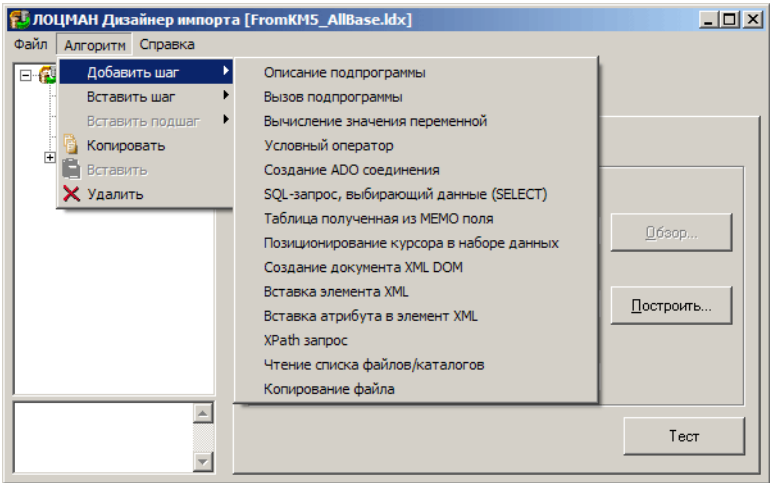 ЛОЦМАН Дизайнер импорта [FromKM5_AllBase.ldx]
Файл Алгоритм Справка
Добавить шаг
Вставить шаг
Вставить подшаг
Копировать
Вставить
Удалить
Описание подпрограммы
Вызов подпрограммы
Вычисление значения переменной
Условный оператор
Создание ADO соединения
SQL-запрос, выбирающий данные (SELECT)
Таблица полученная из MEMO поля
Позиционирование курсора в наборе данных
Создание документа XML DOM
Вставка элемента XML
Вставка атрибута в элемент XML
XPath запрос
Чтение списка файлов/каталогов
Копирование файла
Обзор...
Построить...
Тест